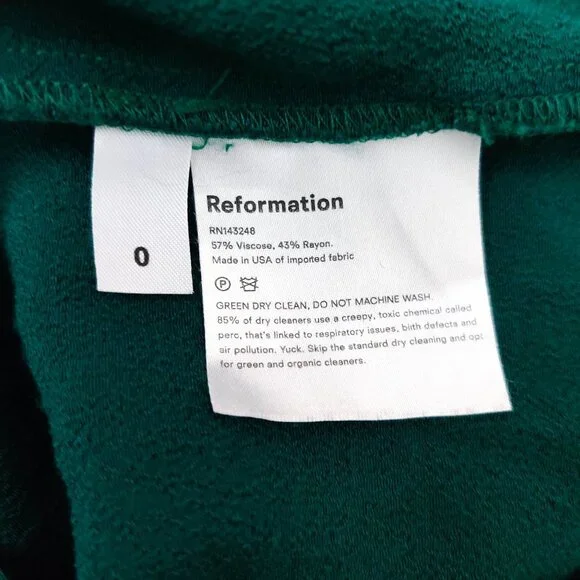 0
Reformation
RN143248
57% Viscose, 43% Rayon.
Made in USA of imported fabric
P
GREEN DRY CLEAN, DO NOT MACHINE WASH.
85% of dry cleaners use a creepy, toxic chemical called
perc, that's linked to respiratory issues, birth defects and
air pollution. Yuck. Skip the standard dry cleaning and opt
for green and organic cleaners.